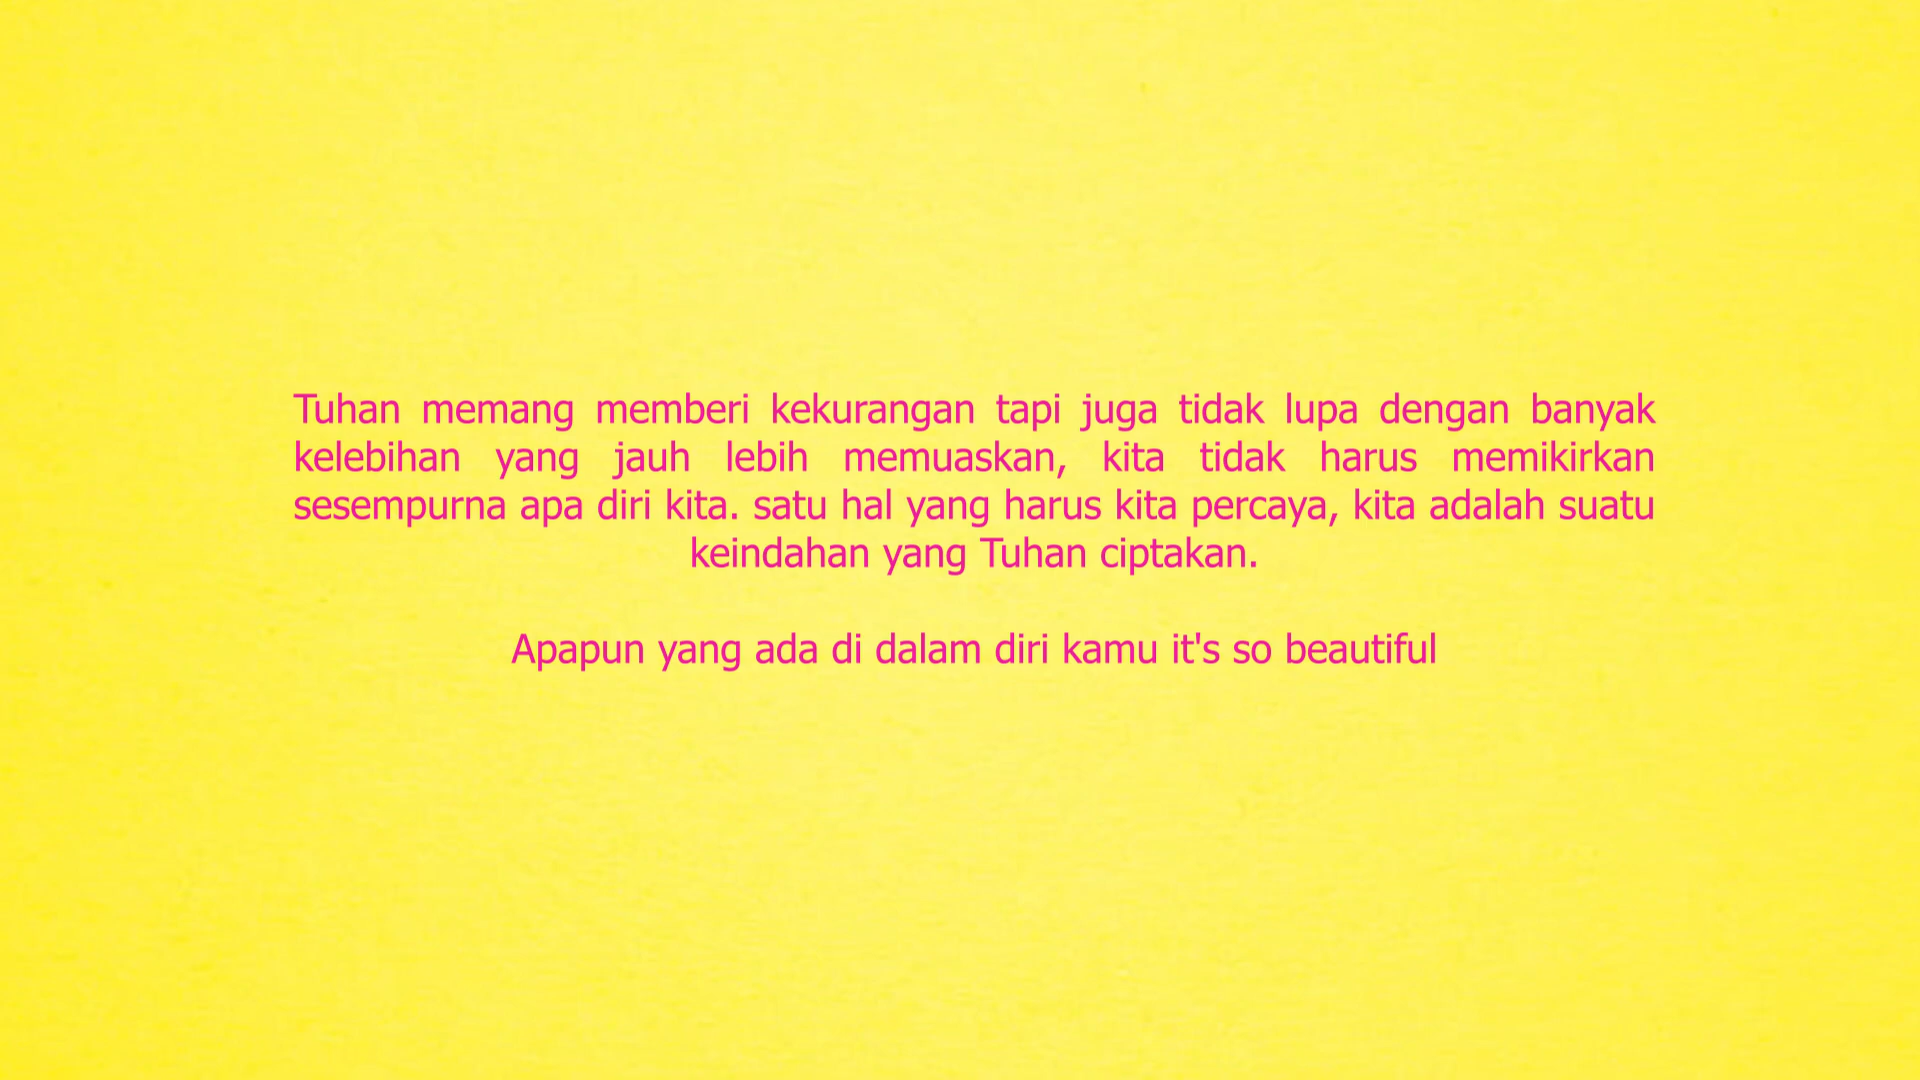 Tuhan memang memberi kekurangan tapi juga tidak lupa dengan banyak
kelebihan yang jauh lebih memuaskan, kita tidak harus memikirkan
sesempurna apa diri kita. satu hal yang harus kita percaya, kita adalah suatu
keindahan yang Tuhan ciptakan.
Apapun yang ada di dalam diri kamu it's so beautiful